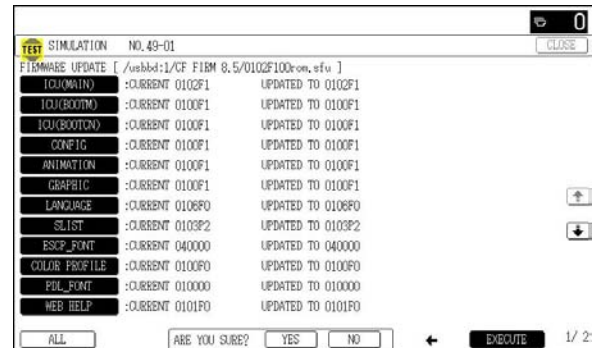 0
TEST SIMULATION NO.49-01 CLOSE
FIRMWARE UPDATE [ /usbbd:1/CF FIRM 8.5/0102F100rom.sfu ]
ICU(MAIN) :CURRENT 0102F1 UPDATED TO 0102F1
ICU(BOOTM) :CURRENT 0100F1 UPDATED TO 0100F1
ICU(BOOTCN) :CURRENT 0100F1 UPDATED TO 0100F1
CONFIG :CURRENT 0100F1 UPDATED TO 0100F1
ANIMATION :CURRENT 0100F1 UPDATED TO 0100F1
GRAPHIC :CURRENT 0100F1 UPDATED TO 0100F1
LANGUAGE :CURRENT 0106F0 UPDATED TO 0106F0
SLIST :CURRENT 0103P2 UPDATED TO 0103P2
ESCP_FONT :CURRENT 040000 UPDATED TO 040000
COLOR PROFILE :CURRENT 0100F0 UPDATED TO 0100F0
PDL_FONT :CURRENT 010000 UPDATED TO 010000
WEB HELP :CURRENT 0101F0 UPDATED TO 0101F0
ALL ARE YOU SURE? YES NO EXECUTE 1/2